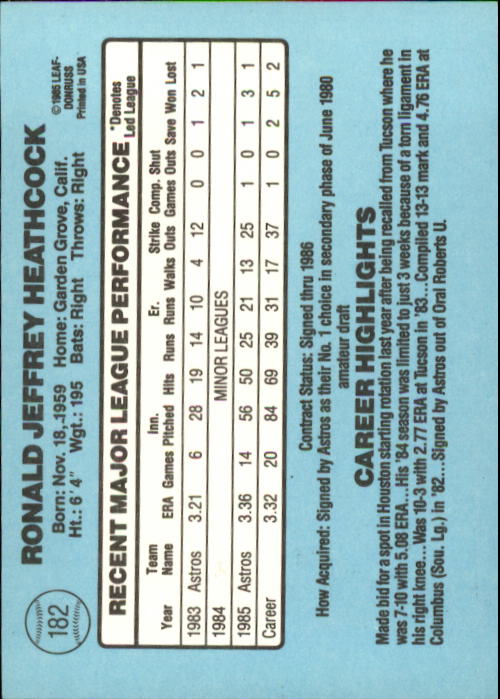 182
RONALD JEFFREY HEATHCOCK
Born: Nov. 18, 1959 Home: Garden Grove, Calif.
Ht.: 6' 4" Wgt.: 195 Bats: Right Throws: Right
©1985 LEAF-
DONRUSS
Printed in USA
RECENT MAJOR LEAGUE PERFORMANCE
*Denotes
Led League
Team Inn. Er. Strike Comp. Shut
Year Name ERA Games Pitched Hits Runs Runs Walks Outs Games Outs Save Won Lost
1983 Astros 3.21 6 28 19 14 10 4 12 0 0 1 2 1
1984 MINOR LEAGUES
1985 Astros 3.36 14 56 50 25 21 13 25 1 0 1 3 1
Career 3.32 20 84 69 39 31 17 37 1 0 2 5 2
Contract Status: Signed thru 1986
How Acquired: Signed by Astros as their No. 1 choice in secondary phase of June 1980
amateur draft
CAREER HIGHLIGHTS
Made bid for a spot in Houston starting rotation last year after being recalled from Tucson where he
was 7-10 with 5.08 ERA...His '84 season was limited to just 3 weeks because of a torn ligament in
his right knee...Was 10-3 with 2.77 ERA at Tucson in '83...Compiled 13-13 mark and 4.76 ERA at
Columbus (Sou. Lg.) in '82...Signed by Astros out of Oral Roberts U.